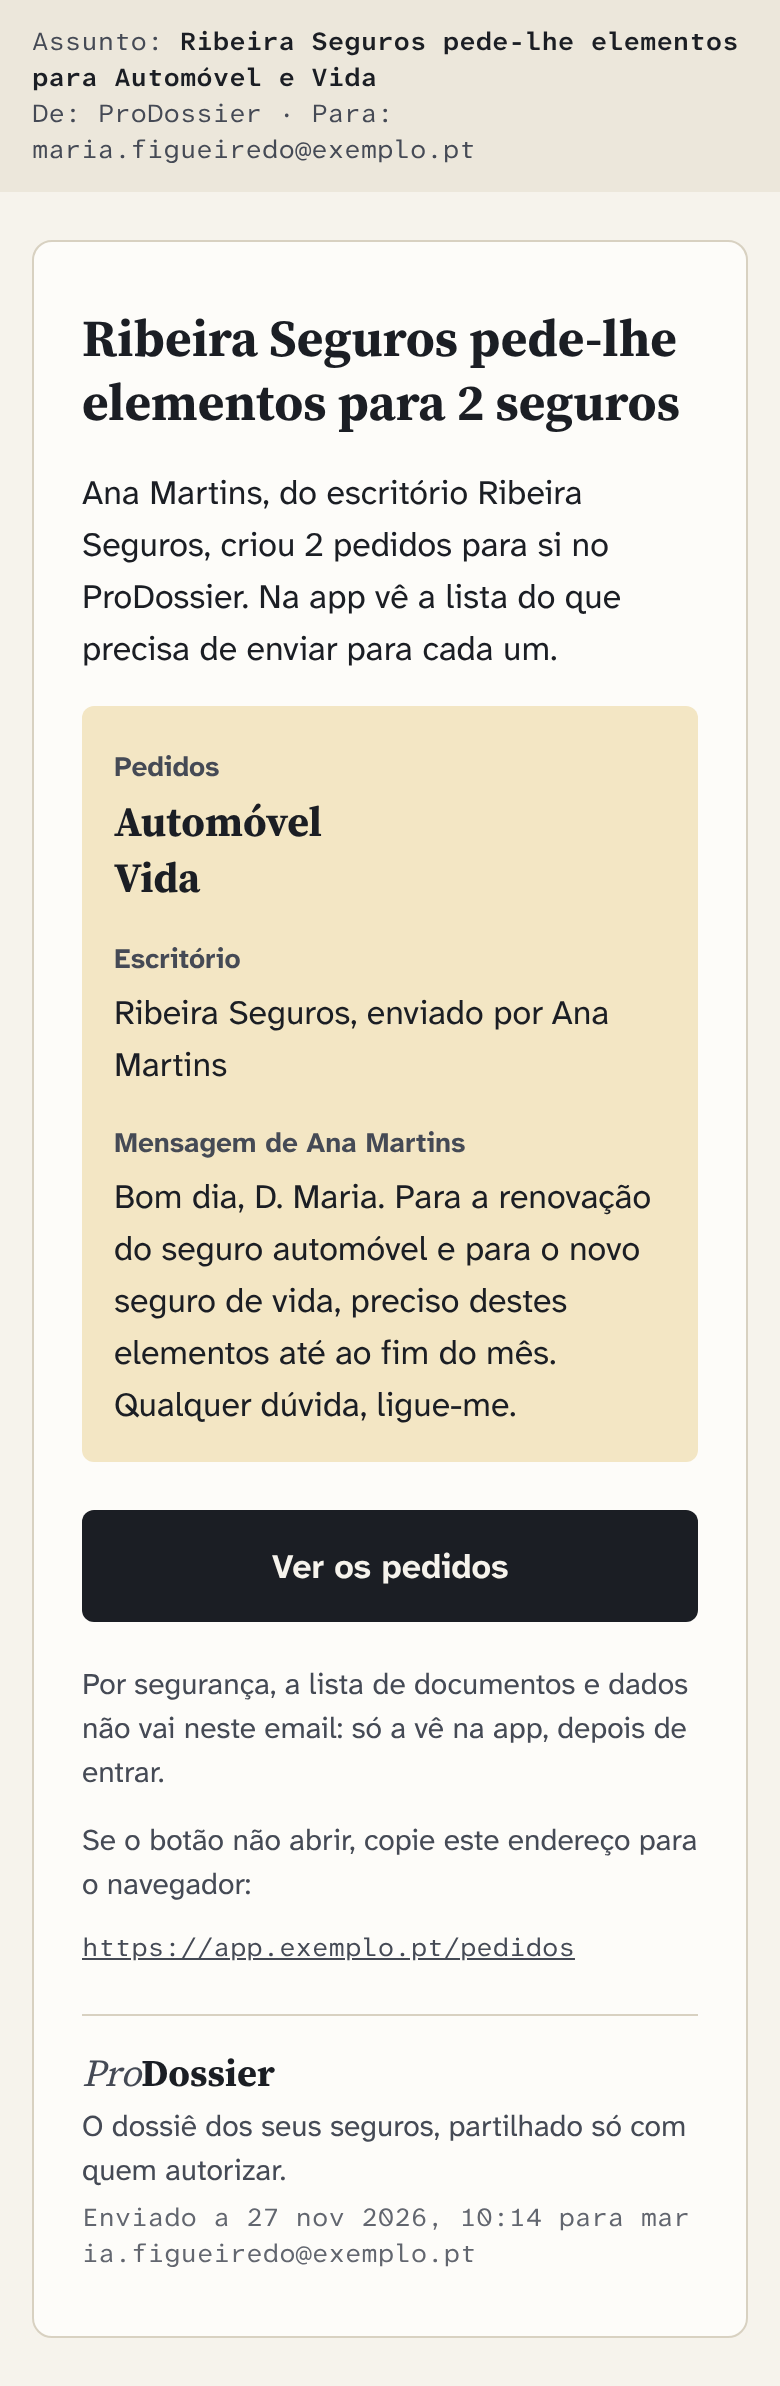 Assunto: Ribeira Seguros pede-lhe elementos
para Automóvel e Vida
De: ProDossier · Para:
maria.figueiredo@exemplo.pt
Ribeira Seguros pede-lhe
elementos para 2 seguros
Ana Martins, do escritório Ribeira
Seguros, criou 2 pedidos para si no
ProDossier. Na app vê a lista do que
precisa de enviar para cada um.
Pedidos
Automóvel
Vida
Escritório
Ribeira Seguros, enviado por Ana
Martins
Mensagem de Ana Martins
Bom dia, D. Maria. Para a renovação
do seguro automóvel e para o novo
seguro de vida, preciso destes
elementos até ao fim do mês.
Qualquer dúvida, ligue-me.
Ver os pedidos
Por segurança, a lista de documentos e dados
não vai neste email: só a vê na app, depois de
entrar.
Se o botão não abrir, copie este endereço para
o navegador:
https://app.exemplo.pt/pedidos
ProDossier
O dossiê dos seus seguros, partilhado só com
quem autorizar.
Enviado a 27 nov 2026, 10:14 para mar
ia.figueiredo@exemplo.pt